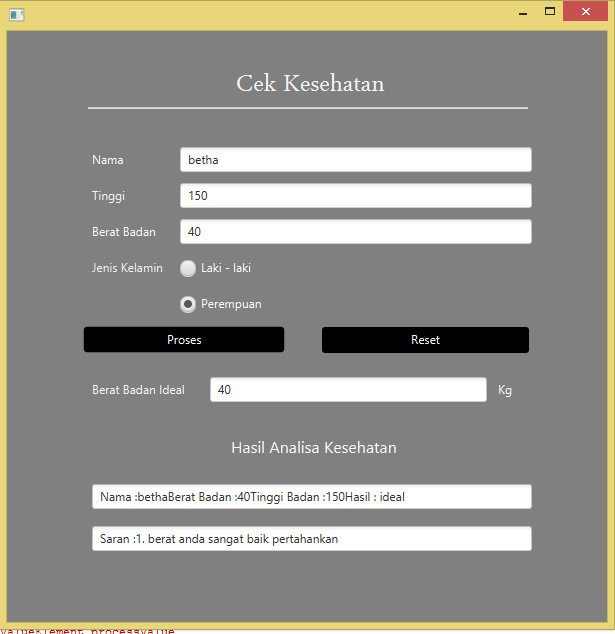 Cek Kesehatan
Nama betha
Tinggi 150
Berat Badan 40
Jenis Kelamin Laki - laki
Perempuan
Proses Reset
Berat Badan Ideal 40 Kg
Hasil Analisa Kesehatan
Nama :bethaBerat Badan :40Tinggi Badan :150Hasil : ideal
Saran :1. berat anda sangat baik pertahankan
valueElement.processValue